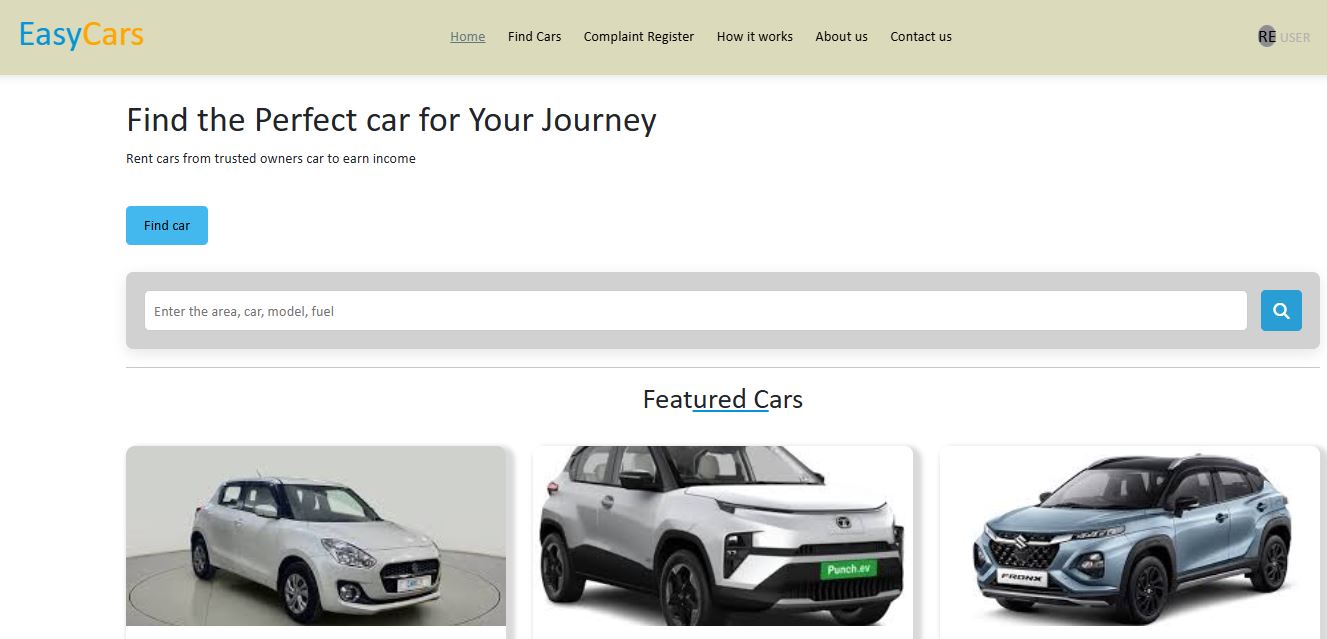 EasyCars
Home Find Cars Complaint Register How it works About us Contact us
RE USER
Find the Perfect car for Your Journey
Rent cars from trusted owners car to earn income
Find car
Enter the area, car, model, fuel
Featured Cars
Punch.ev
FRONX